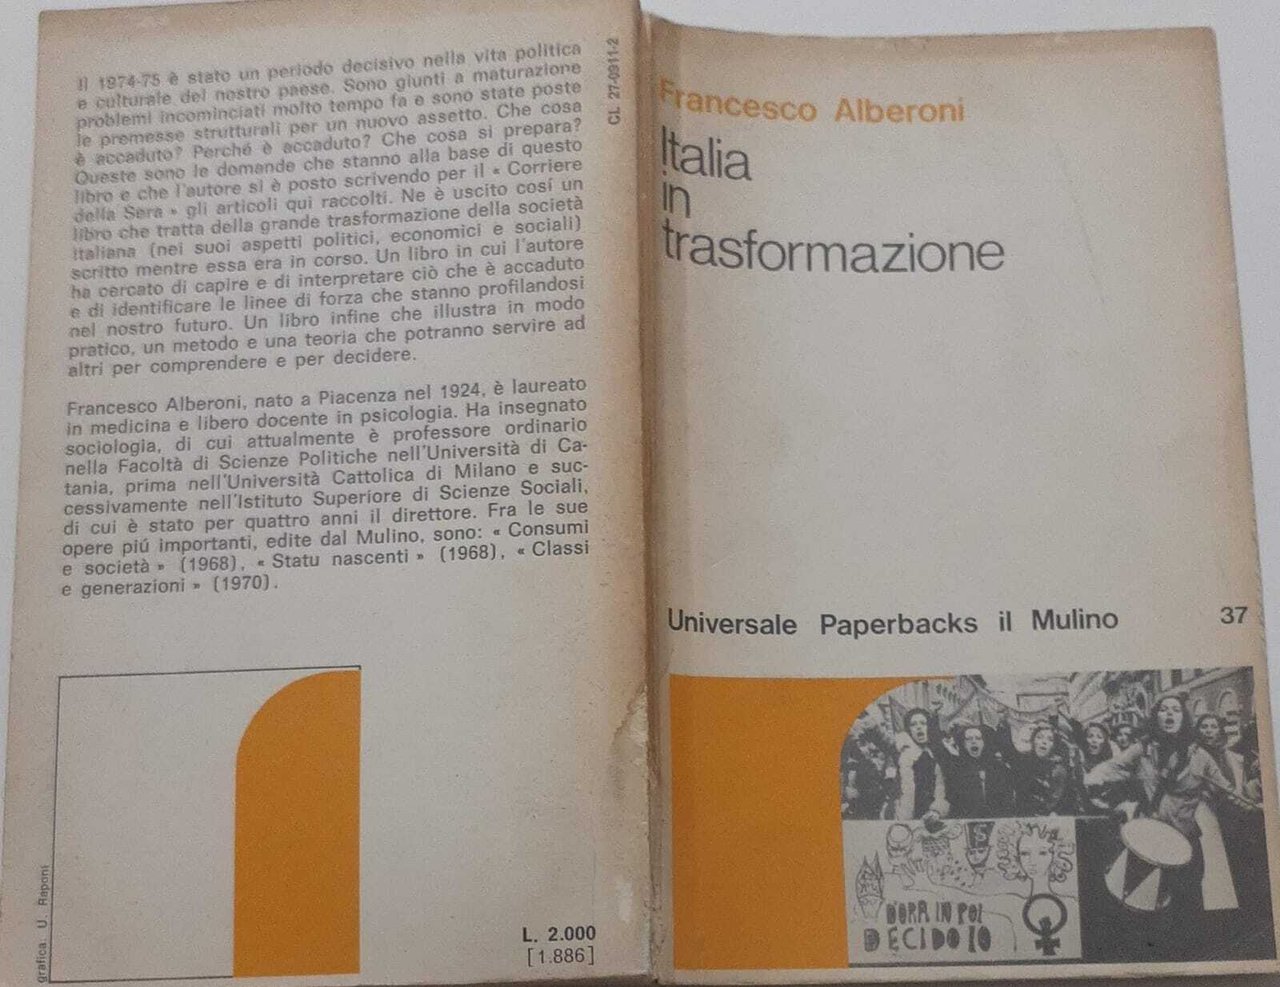 Il 1974-75 è stato un periodo decisivo nella vita politica
e culturale del nostro paese. Sono giunti a maturazione
problemi incominciati molto tempo fa e sono state poste
le premesse strutturali per un nuovo assetto. Che cosa
è accaduto? Perché è accaduto? Che cosa si prepara?
Queste sono le domande che stanno alla base di questo
libro e che l'autore si è posto scrivendo per il « Corriere
della Sera » gli articoli qui raccolti. Ne è uscito cosí un
libro che tratta della grande trasformazione della società
italiana (nei suoi aspetti politici, economici e sociali)
scritto mentre essa era in corso. Un libro in cui l'autore
ha cercato di capire e di interpretare ciò che è accaduto
e di identificare le linee di forza che stanno profilandosi
nel nostro futuro. Un libro infine che illustra in modo
pratico, un metodo e una teoria che potranno servire ad
altri per comprendere e per decidere.
Francesco Alberoni, nato a Piacenza nel 1924, è laureato
in medicina e libero docente in psicologia. Ha insegnato
sociologia, di cui attualmente è professore ordinario
nella Facoltà di Scienze Politiche nell'Università di Ca-
tania, prima nell'Università Cattolica di Milano e suc-
cessivamente nell'Istituto Superiore di Scienze Sociali,
di cui è stato per quattro anni il direttore. Fra le sue
opere piú importanti, edite dal Mulino, sono: « Consumi
e società » (1968), « Statu nascenti » (1968), « Classi
e generazioni » (1970).
grafica U. Raponi
L. 2.000
[1.886]
CL 27-0911-2
Francesco Alberoni
Italia
in
trasformazione
Universale Paperbacks il Mulino 37
D'ORA IN POI
DECIDO IO